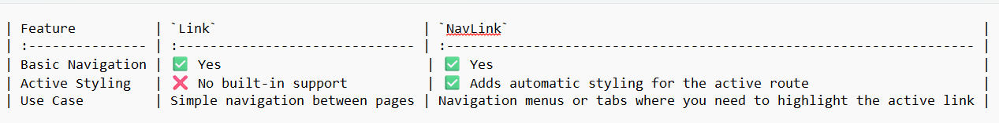 | Feature          | `Link`                          | `NavLink`                                                          |
| :--------------- | :------------------------------ | :----------------------------------------------------------------- |
| Basic Navigation | ✅ Yes                          | ✅ Yes                                                             |
| Active Styling   | ❌ No built-in support          | ✅ Adds automatic styling for the active route                     |
| Use Case         | Simple navigation between pages | Navigation menus or tabs where you need to highlight the active link |